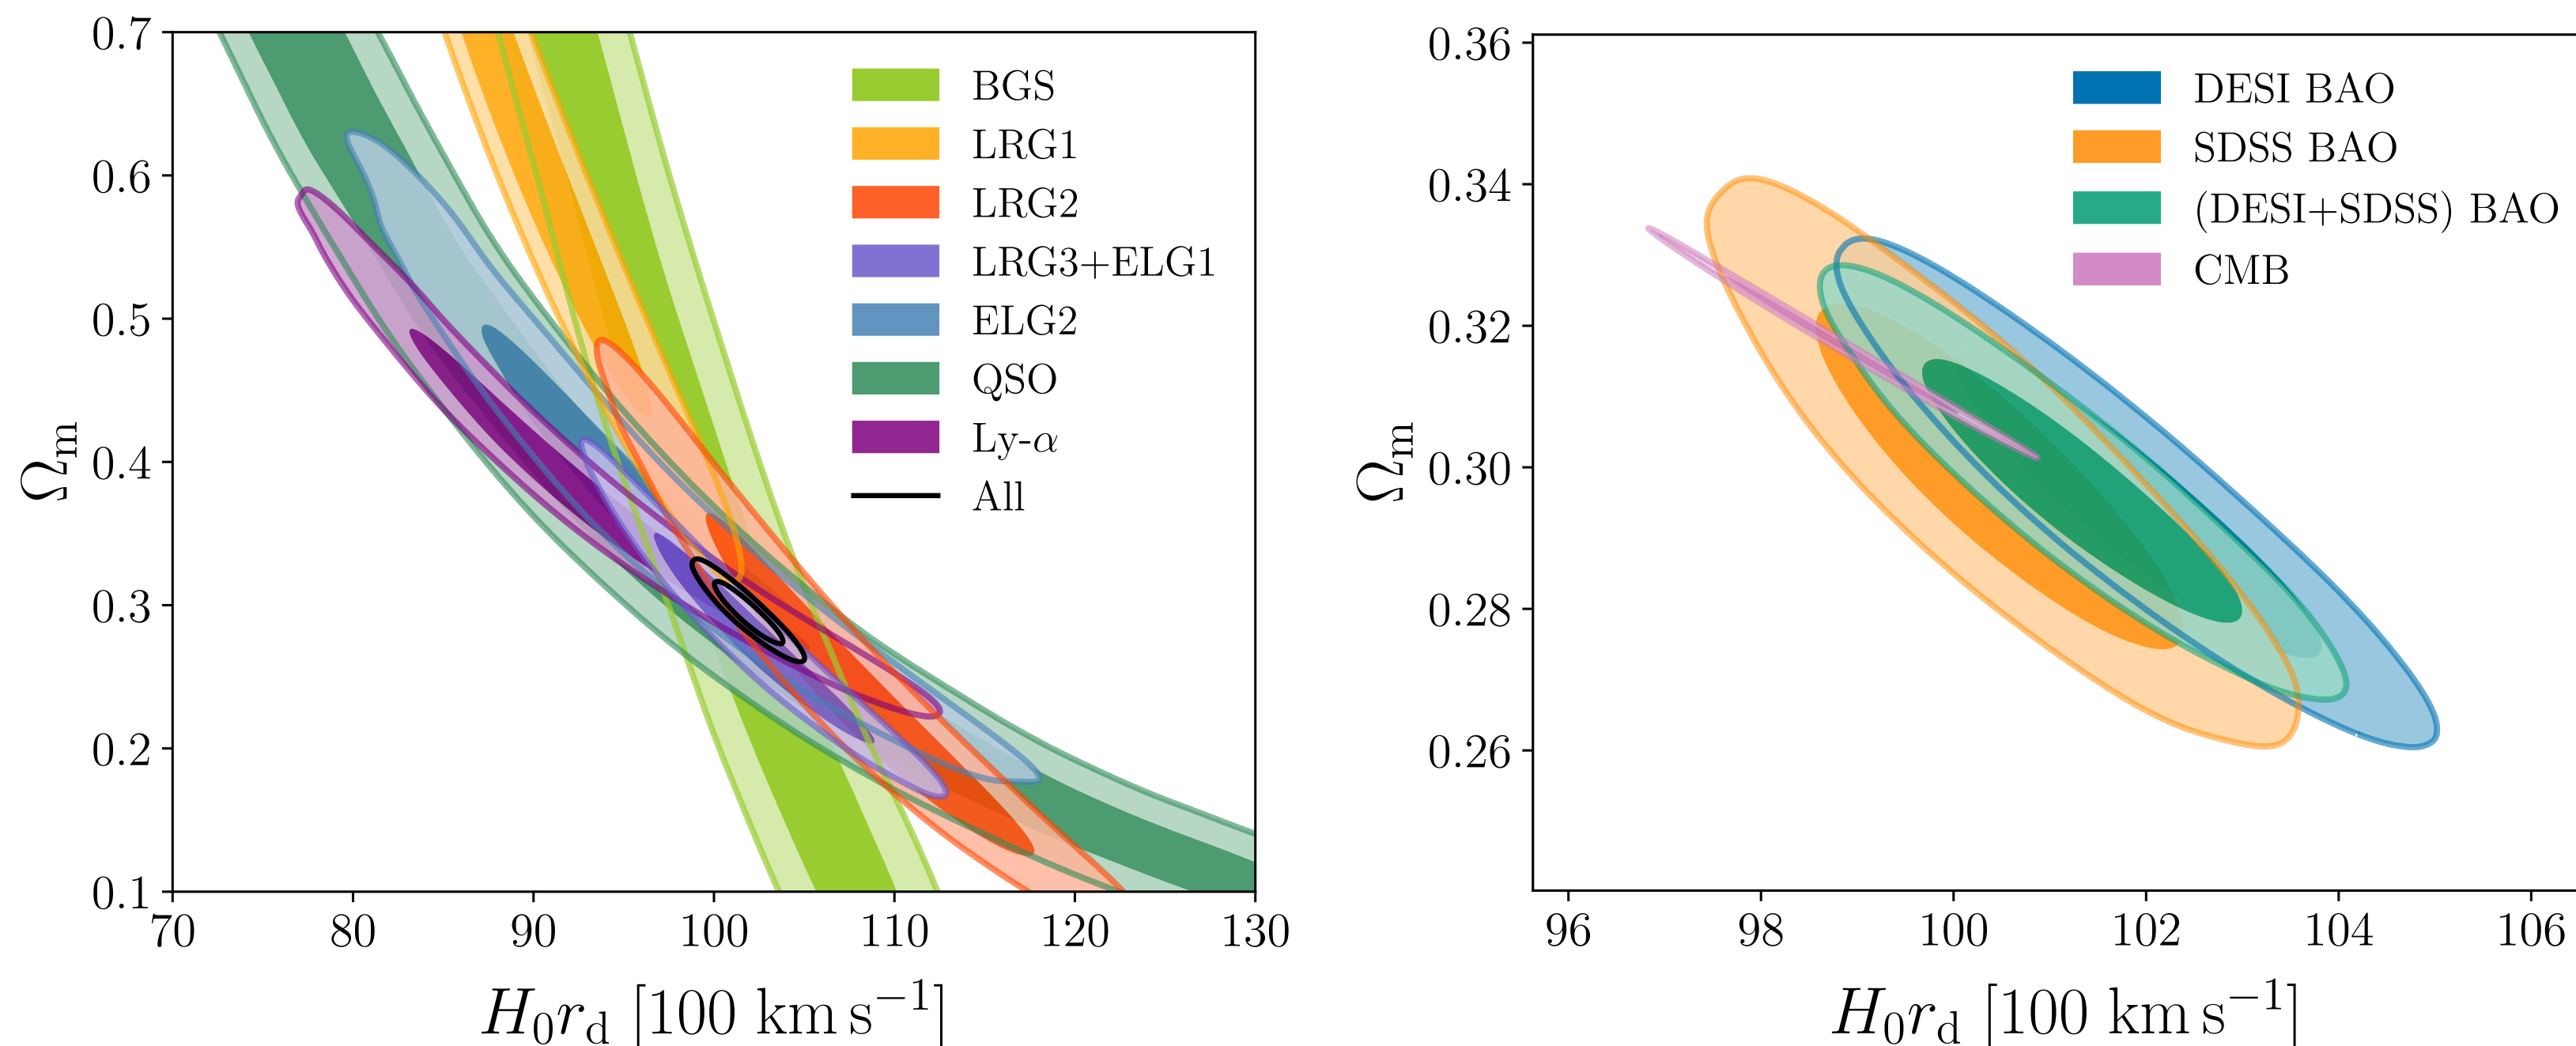 0.7
0.6
0.5
0.4
0.3
0.2
0.1
Ωm
70 80 90 100 110 120 130
H₀r_d [100 km s⁻¹]
BGS
LRG1
LRG2
LRG3+ELG1
ELG2
QSO
Ly-α
All
0.36
0.34
0.32
0.30
0.28
0.26
Ωm
96 98 100 102 104 106
H₀r_d [100 km s⁻¹]
DESI BAO
SDSS BAO
(DESI+SDSS) BAO
CMB